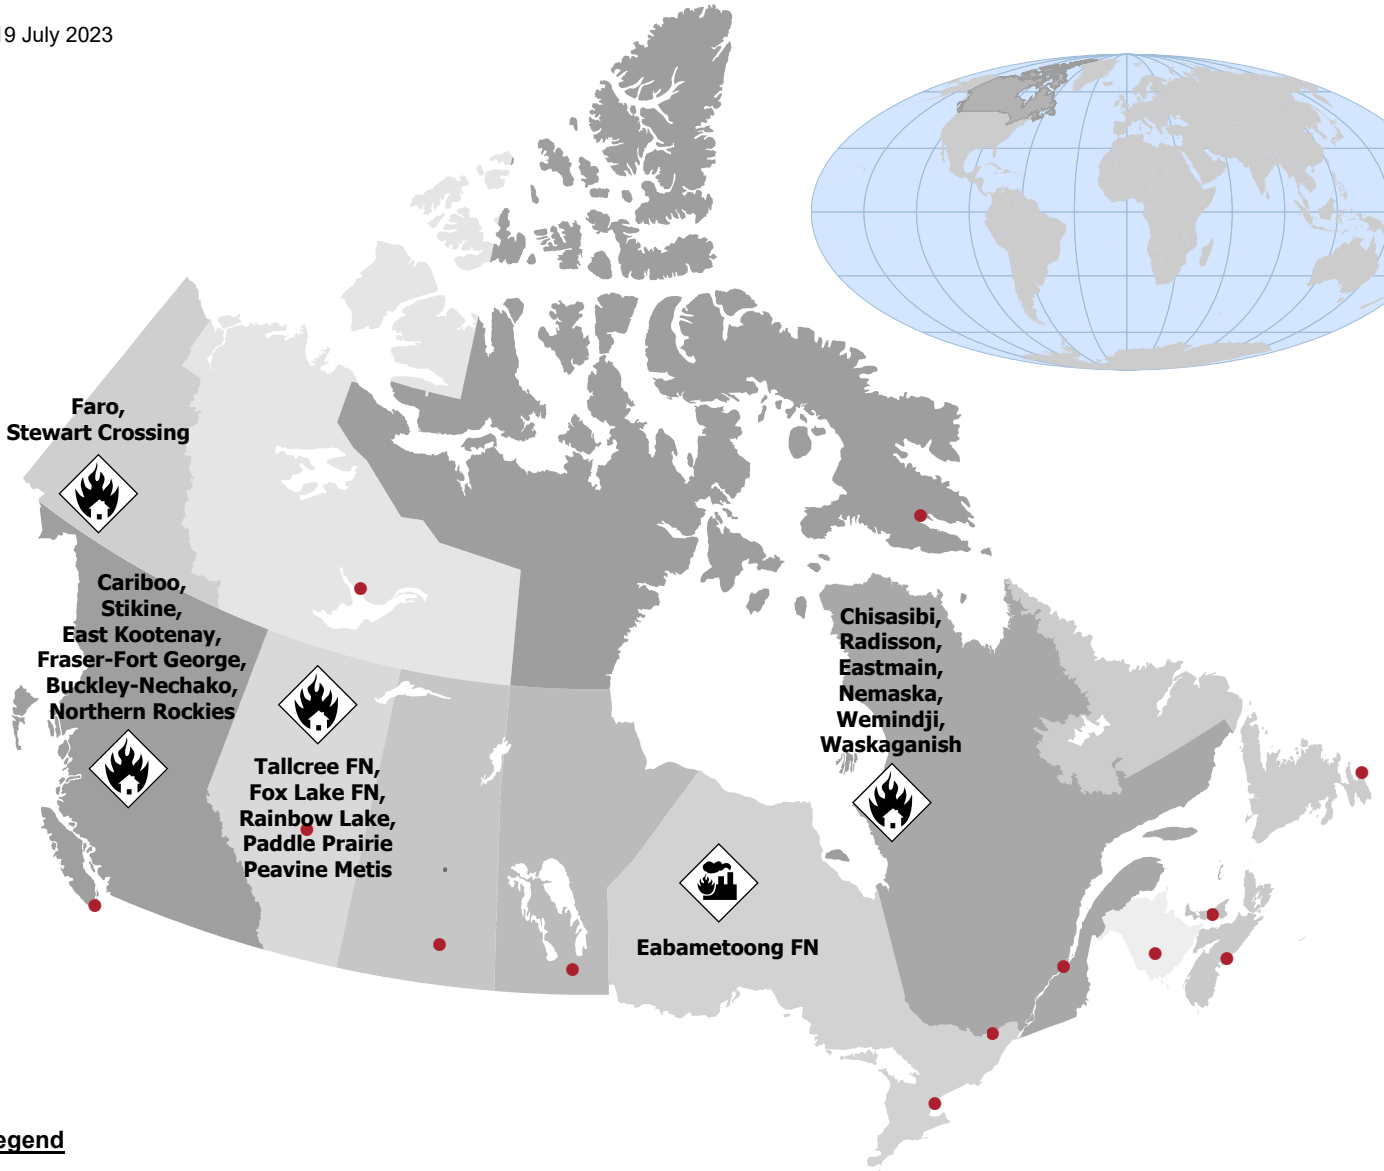 19 July 2023
Faro,
Stewart Crossing
Cariboo,
Stikine,
East Kootenay,
Fraser-Fort George,
Buckley-Nechako,
Northern Rockies
Tallcree FN,
Fox Lake FN,
Rainbow Lake,
Paddle Prairie
Peavine Metis
Chisasibi,
Radisson,
Eastmain,
Nemaska,
Wemindji,
Waskaganish
Eabametoong FN
egend